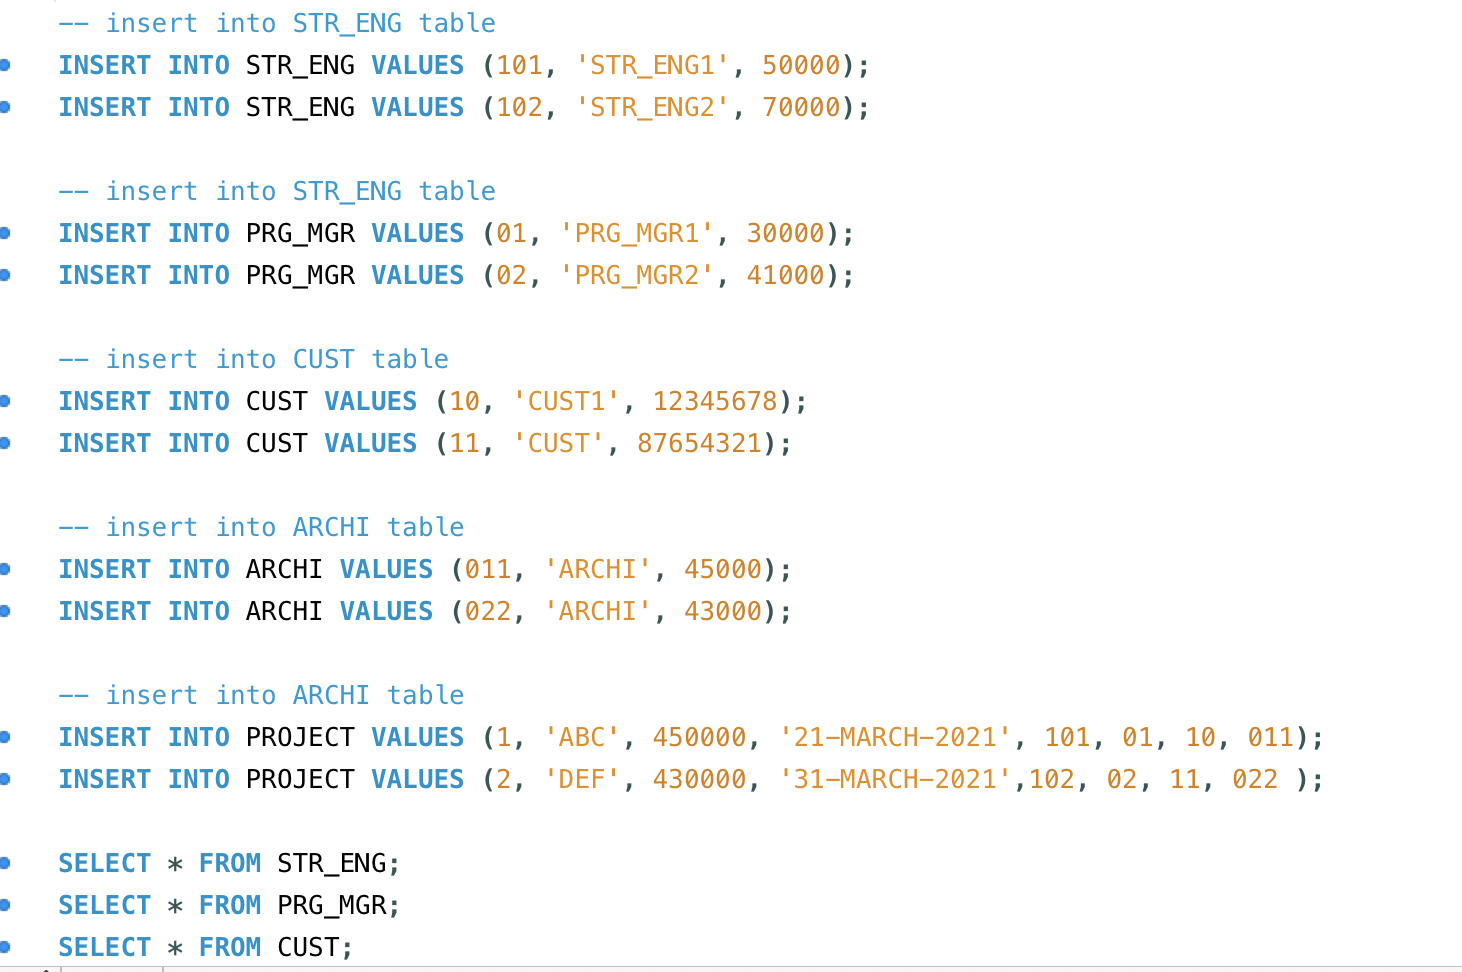 -- insert into STR_ENG table
INSERT INTO STR_ENG VALUES (101, 'STR_ENG1', 50000);
INSERT INTO STR_ENG VALUES (102, 'STR_ENG2', 70000);
-- insert into STR_ENG table
INSERT INTO PRG_MGR VALUES (01, 'PRG_MGR1', 30000);
INSERT INTO PRG_MGR VALUES (02, 'PRG_MGR2', 41000);
-- insert into CUST table
INSERT INTO CUST VALUES (10, 'CUST1', 12345678);
INSERT INTO CUST VALUES (11, 'CUST', 87654321);
-- insert into ARCHI table
INSERT INTO ARCHI VALUES (011, 'ARCHI', 45000);
INSERT INTO ARCHI VALUES (022, 'ARCHI', 43000);
-- insert into ARCHI table
INSERT INTO PROJECT VALUES (1, 'ABC', 450000, '21-MARCH-2021', 101, 01, 10, 011);
INSERT INTO PROJECT VALUES (2, 'DEF', 430000, '31-MARCH-2021',102, 02, 11, 022 );
SELECT * FROM STR_ENG;
SELECT * FROM PRG_MGR;
SELECT * FROM CUST;